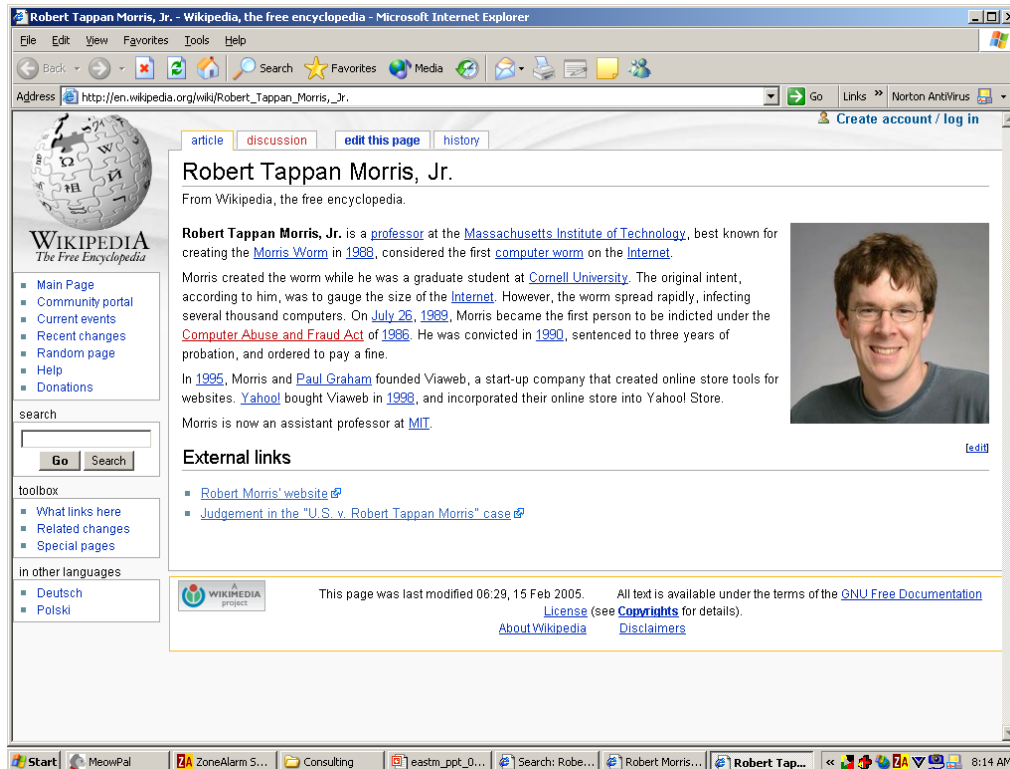 Robert Tappan Morris, Jr. - Wikipedia, the free encyclopedia - Microsoft Internet Explorer
File Edit View Favorites Tools Help
Back Search Favorites Media
Address http://en.wikipedia.org/wiki/Robert_Tappan_Morris,_Jr. Go Links » Norton AntiVirus
Create account / log in
article discussion edit this page history
Robert Tappan Morris, Jr.
From Wikipedia, the free encyclopedia.
Robert Tappan Morris, Jr. is a professor at the Massachusetts Institute of Technology, best known for
creating the Morris Worm in 1988, considered the first computer worm on the Internet.
Morris created the worm while he was a graduate student at Cornell University. The original intent,
according to him, was to gauge the size of the Internet. However, the worm spread rapidly, infecting
several thousand computers. On July 26, 1989, Morris became the first person to be indicted under the
Computer Abuse and Fraud Act of 1986. He was convicted in 1990, sentenced to three years of
probation, and ordered to pay a fine.
In 1995, Morris and Paul Graham founded Viaweb, a start-up company that created online store tools for
websites. Yahoo! bought Viaweb in 1998, and incorporated their online store into Yahoo! Store.
Morris is now an assistant professor at MIT.
[edit]
External links
Robert Morris' website
Judgement in the "U.S. v. Robert Tappan Morris" case
WIKIPEDIA
The Free Encyclopedia
Main Page
Community portal
Current events
Recent changes
Random page
Help
Donations
search
Go Search
toolbox
What links here
Related changes
Special pages
in other languages
Deutsch
Polski
A
WIKIMEDIA
project
This page was last modified 06:29, 15 Feb 2005. All text is available under the terms of the GNU Free Documentation
License (see Copyrights for details).
About Wikipedia Disclaimers
Start MeowPal ZoneAlarm S... Consulting eastm_ppt_0... Search: Robe... Robert Morris... Robert Tap... « 8:14 AM